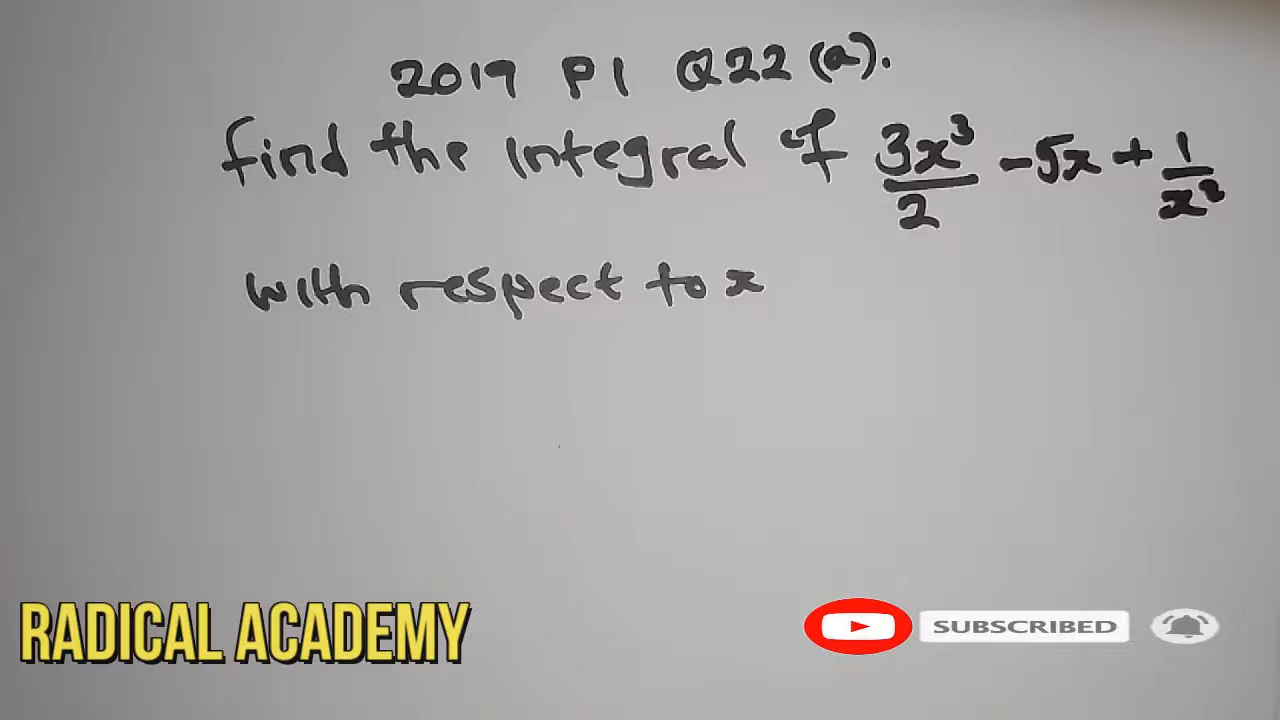 2019 P1 Q22 (a).
find the integral of 3x³/2 - 5x + 1/x²
with respect to x
RADICAL ACADEMY
SUBSCRIBED